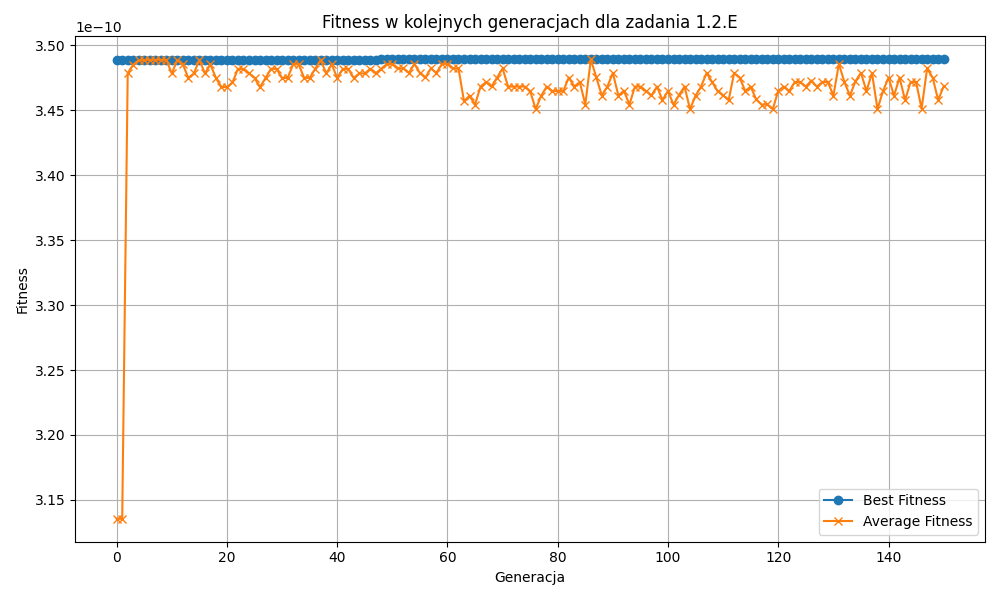 Fitness w kolejnych generacjach dla zadania 1.2.E
1e−10
3.50
3.45
3.40
3.35
3.30
3.25
3.20
3.15
Fitness
Best Fitness
Average Fitness
0 20 40 60 80 100 120 140
Generacja